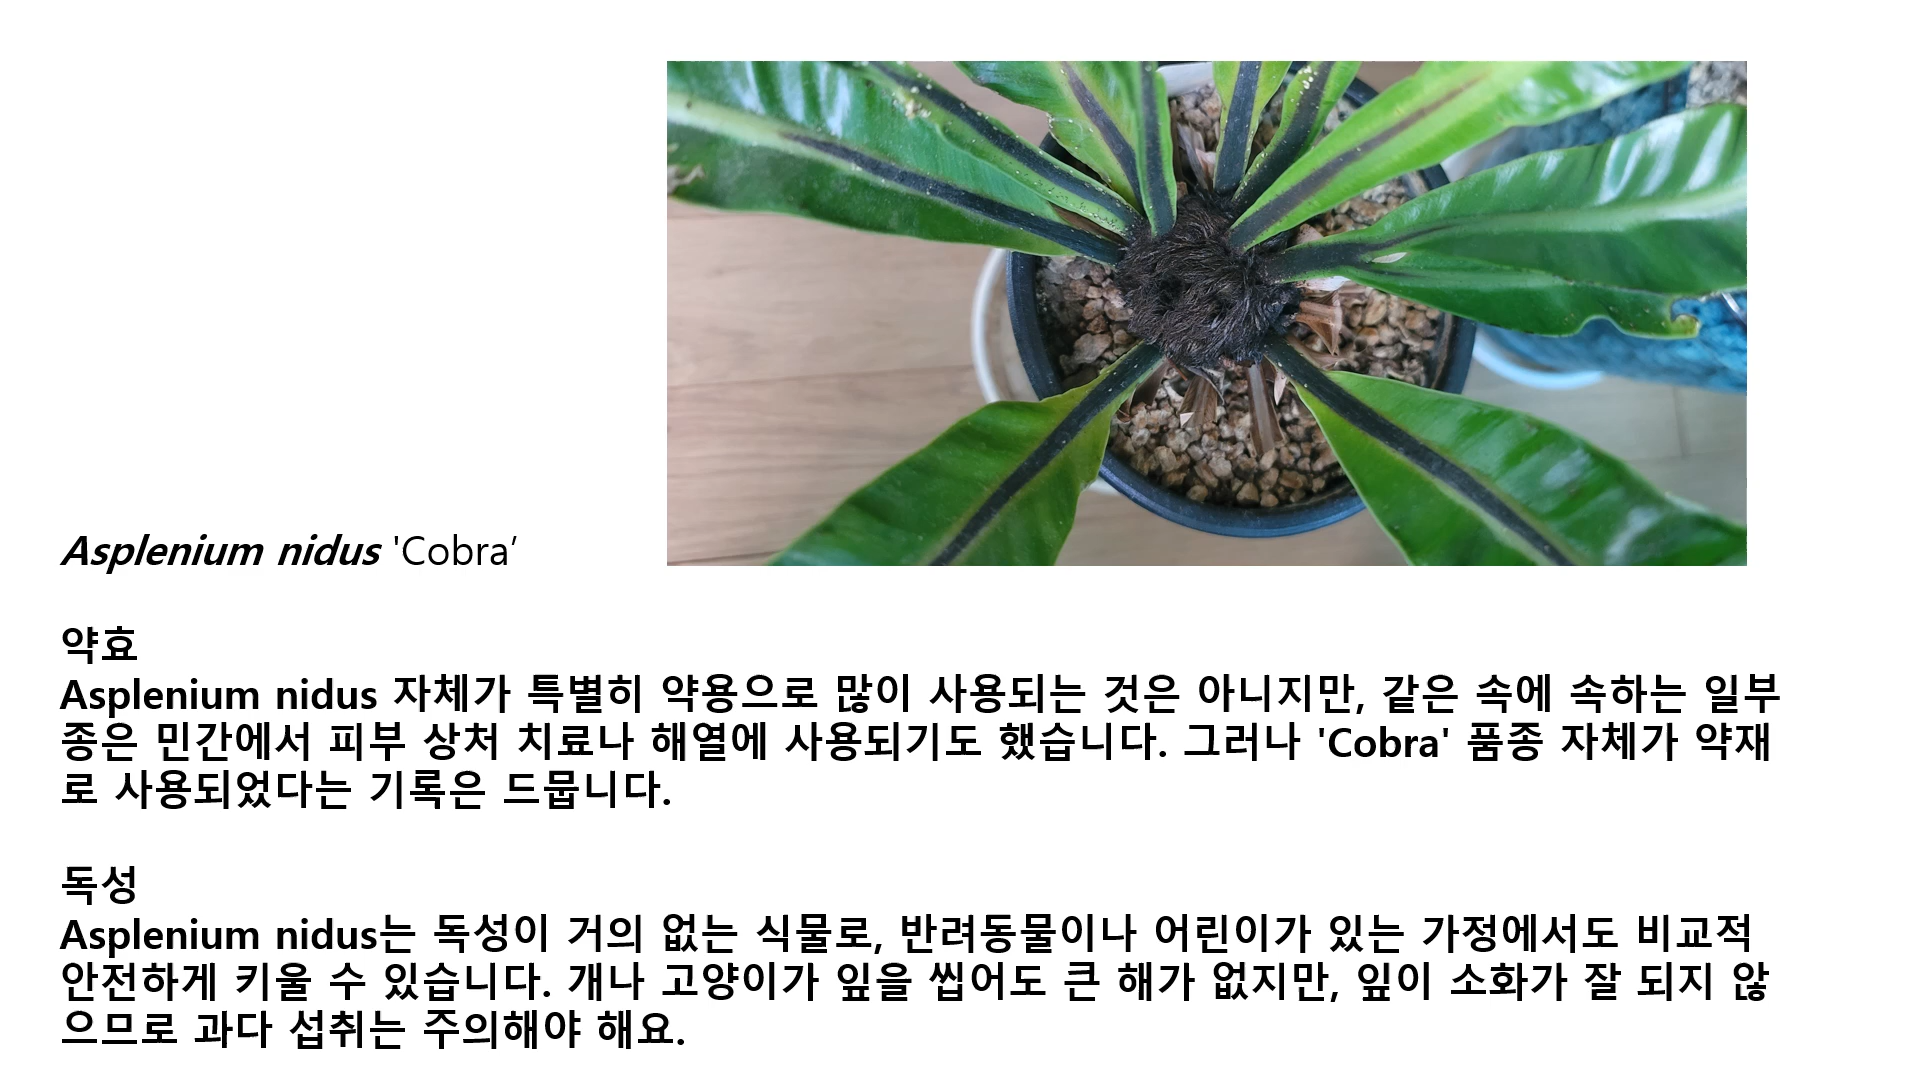 Asplenium nidus 'Cobra’
약효
Asplenium nidus 자체가 특별히 약용으로 많이 사용되는 것은 아니지만, 같은 속에 속하는 일부
종은 민간에서 피부 상처 치료나 해열에 사용되기도 했습니다. 그러나 'Cobra' 품종 자체가 약재
로 사용되었다는 기록은 드뭅니다.
독성
Asplenium nidus는 독성이 거의 없는 식물로, 반려동물이나 어린이가 있는 가정에서도 비교적
안전하게 키울 수 있습니다. 개나 고양이가 잎을 씹어도 큰 해가 없지만, 잎이 소화가 잘 되지 않
으므로 과다 섭취는 주의해야 해요.